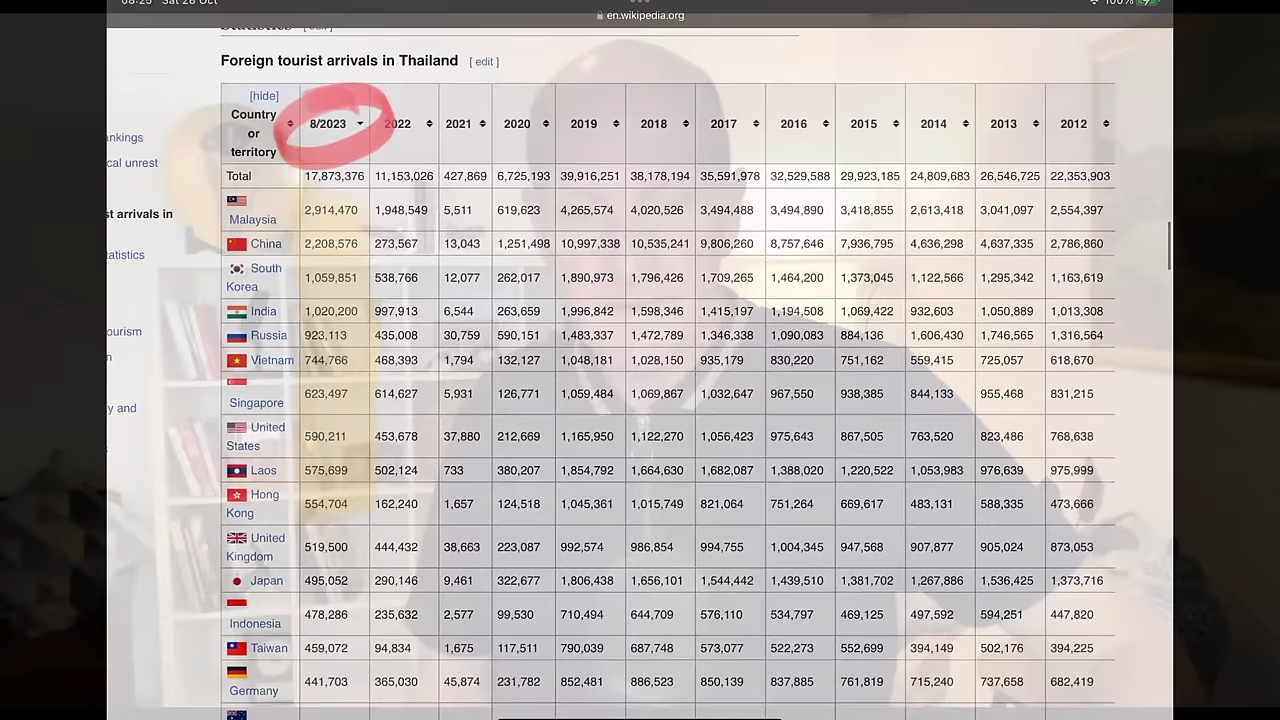 08:25 Sat 28 Oct
100%
en.wikipedia.org
Statistics [ edit ]
Foreign tourist arrivals in Thailand [ edit ]
[hide]
Country or territory 8/2023 2022 2021 2020 2019 2018 2017 2016 2015 2014 2013 2012
Total 17,873,376 11,153,026 427,869 6,725,193 39,916,251 38,178,194 35,591,978 32,529,588 29,923,185 24,809,683 26,546,725 22,353,903
Malaysia 2,914,470 1,948,549 5,511 619,623 4,265,574 4,020,526 3,494,488 3,494,890 3,418,855 2,613,418 3,041,097 2,554,397
China 2,208,576 273,567 13,043 1,251,498 10,997,338 10,535,241 9,806,260 8,757,646 7,936,795 4,636,298 4,637,335 2,786,860
South Korea 1,059,851 538,766 12,077 262,017 1,890,973 1,796,426 1,709,265 1,464,200 1,373,045 1,122,566 1,295,342 1,163,619
India 1,020,200 997,913 6,544 263,659 1,996,842 1,598,346 1,415,197 1,194,508 1,069,422 932,603 1,050,889 1,013,308
Russia 923,113 435,008 30,759 590,151 1,483,337 1,472,789 1,346,338 1,090,083 884,136 1,606,430 1,746,565 1,316,564
Vietnam 744,766 468,393 1,794 132,127 1,048,181 1,028,150 935,179 830,220 751,162 559,415 725,057 618,670
Singapore 623,497 614,627 5,931 126,771 1,059,484 1,069,867 1,032,647 967,550 938,385 844,133 955,468 831,215
United States 590,211 453,678 37,880 212,669 1,165,950 1,122,270 1,056,423 975,643 867,505 763,520 823,486 768,638
Laos 575,699 502,124 733 380,207 1,854,792 1,664,630 1,682,087 1,388,020 1,220,522 1,053,983 976,639 975,999
Hong Kong 554,704 162,240 1,657 124,518 1,045,361 1,015,749 821,064 751,264 669,617 483,131 588,335 473,666
United Kingdom 519,500 444,432 38,663 223,087 992,574 986,854 994,755 1,004,345 947,568 907,877 905,024 873,053
Japan 495,052 290,146 9,461 322,677 1,806,438 1,656,101 1,544,442 1,439,510 1,381,702 1,267,886 1,536,425 1,373,716
Indonesia 478,286 235,632 2,577 99,530 710,494 644,709 576,110 534,797 469,125 497,592 594,251 447,820
Taiwan 459,072 94,834 1,675 117,511 790,039 687,748 573,077 522,273 552,699 394,149 502,176 394,225
Germany 441,703 365,030 45,874 231,782 852,481 886,523 850,139 837,885 761,819 715,240 737,658 682,419
ankings
cal unrest
st arrivals in
tatistics
ourism
n
y and